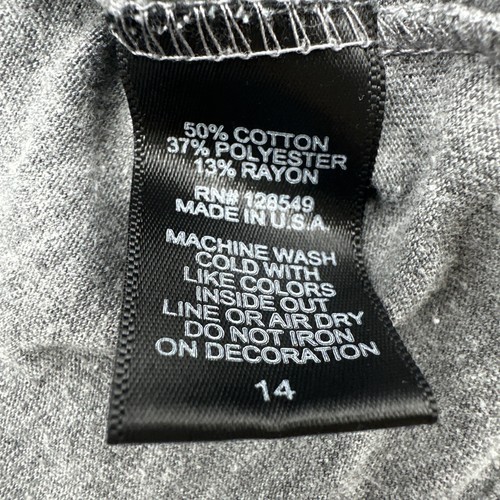 50% COTTON
37% POLYESTER
13% RAYON
RN# 128549
MADE IN U.S.A.
MACHINE WASH
COLD WITH
LIKE COLORS
INSIDE OUT
LINE OR AIR DRY
DO NOT IRON
ON DECORATION
14